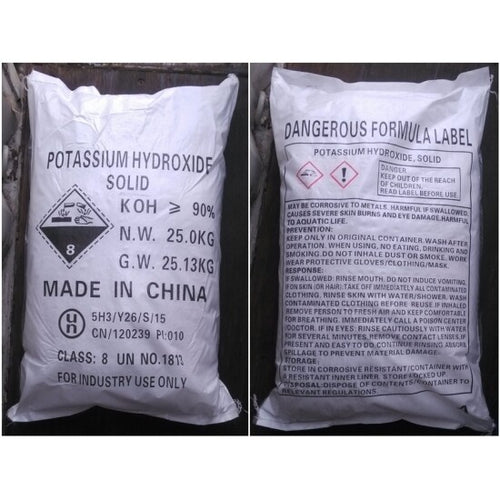 POTASSIUM HYDROXIDE
SOLID
KOH ≥ 90%
N.W. 25.0KG
8
G.W. 25.13KG
MADE IN CHINA
un
5H3/Y26/S/15
CN/120239 PI:010
CLASS: 8 UN NO.1813
FOR INDUSTRY USE ONLY
DANGEROUS FORMULA LABEL
POTASSIUM HYDROXIDE, SOLID
DANGER
KEEP OUT OF THE REACH
OF CHILDREN.
READ LABEL BEFORE USE.
MAY BE CORROSIVE TO METALS. HARMFUL IF SWALLOWED.
CAUSES SEVERE SKIN BURNS AND EYE DAMAGE. HARMFUL
TO AQUATIC LIFE.
PREVENTION:
KEEP ONLY IN ORIGINAL CONTAINER. WASH AFTER
OPERATION. WHEN USING, NO EATING, DRINKING AND
SMOKING. DO NOT INHALE DUST OR SMOKE. WORK
WEAR PROTECTIVE GLOVES/CLOTHING/MASK.
RESPONSE:
IF SWALLOWED: RINSE MOUTH. DO NOT INDUCE VOMITING.
ON SKIN (OR HAIR): TAKE OFF IMMEDIATELY ALL CONTAMINATED
CLOTHING. RINSE SKIN WITH WATER/SHOWER. WASH
CONTAMINATED CLOTHING BEFORE REUSE. IF INHALED:
REMOVE PERSON TO FRESH AIR AND KEEP COMFORTABLE
FOR BREATHING. IMMEDIATELY CALL A POISON CENTER
/DOCTOR. IF IN EYES: RINSE CAUTIOUSLY WITH WATER
FOR SEVERAL MINUTES. REMOVE CONTACT LENSES, IF
PRESENT AND EASY TO DO. CONTINUE RINSING.
SPILLAGE TO PREVENT MATERIAL DAMAGE.
STORAGE:
STORE IN CORROSIVE RESISTANT/CONTAINER WITH
A RESISTANT INNER LINER. STORE LOCKED UP.
DISPOSAL: DISPOSE OF CONTENTS/CONTAINER TO
RELEVANT REGULATIONS.